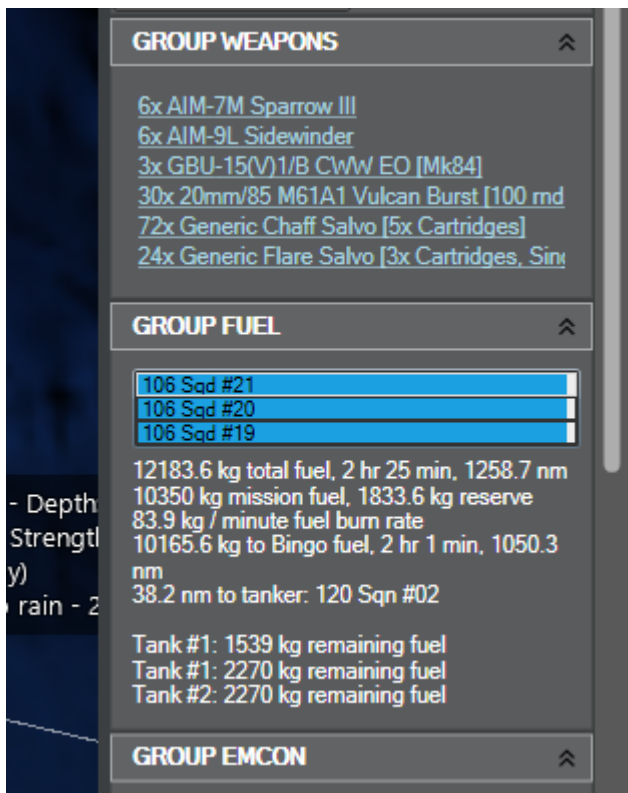 GROUP WEAPONS
6x AIM-7M Sparrow III
6x AIM-9L Sidewinder
3x GBU-15(V)1/B CWW EO [Mk84]
30x 20mm/85 M61A1 Vulcan Burst [100 rnd
72x Generic Chaff Salvo [5x Cartridges]
24x Generic Flare Salvo [3x Cartridges,
GROUP FUEL
106 Sqd #21
106 Sqd #20
106 Sqd #19
12183.6 kg total fuel, 2 hr 25 min, 1258.7 nm
10350 kg mission fuel, 1833.6 kg reserve
83.9 kg / minute fuel burn rate
10165.6 kg to Bingo fuel, 2 hr 1 min, 1050.3
nm
38.2 nm to tanker: 120 Sqn #02
- Depth
Strengt
y)
rain - 2
Tank #1: 1539 kg remaining fuel
Tank #1: 2270 kg remaining fuel
Tank #2: 2270 kg remaining fuel
GROUP EMCON